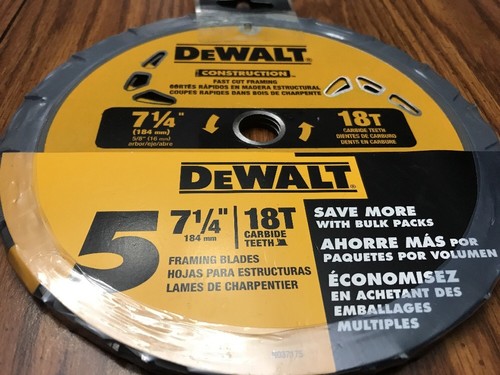 DEWALT
CONSTRUCTION
FAST CUT FRAMING
CORTES RÁPIDOS EN MADERA ESTRUCTURAL
COUPES RAPIDES DANS BOIS DE CHARPENTE
7 1/4"
(184 mm)
5/8" (16 mm)
arbor/eje/abre
18T
CARBIDE TEETH
DIENTES DE CARBURO
DENTS EN CARBURE
DEWALT
5
7 1/4"
184 mm
18T
CARBIDE
TEETH
FRAMING BLADES
HOJAS PARA ESTRUCTURAS
LAMES DE CHARPENTIER
SAVE MORE
WITH BULK PACKS
AHORRE MÁS POR
PAQUETES POR VOLUMEN
ÉCONOMISEZ
EN ACHETANT DES
EMBALLAGES
MULTIPLES